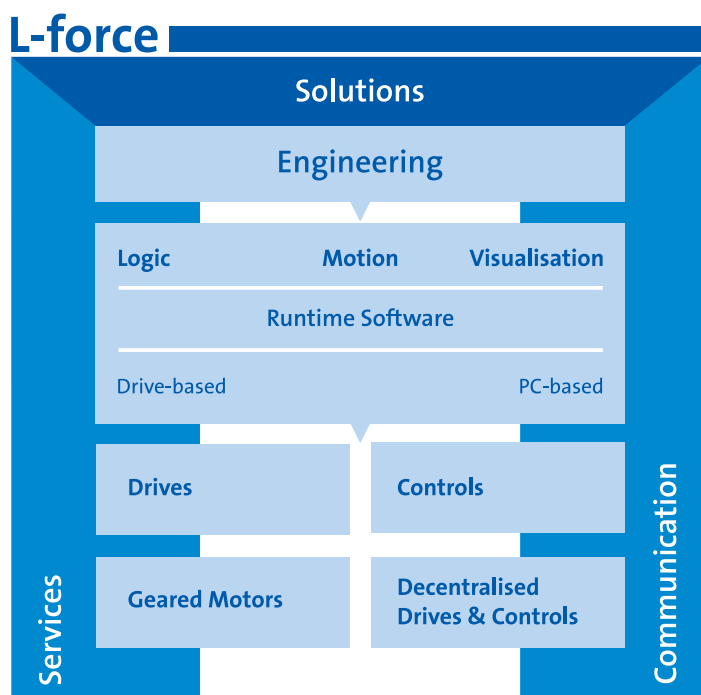 L-force
Solutions
Engineering
Logic Motion Visualisation
Runtime Software
Drive-based PC-based
Drives
Controls
Geared Motors
Decentralised
Drives & Controls
Services
Communication